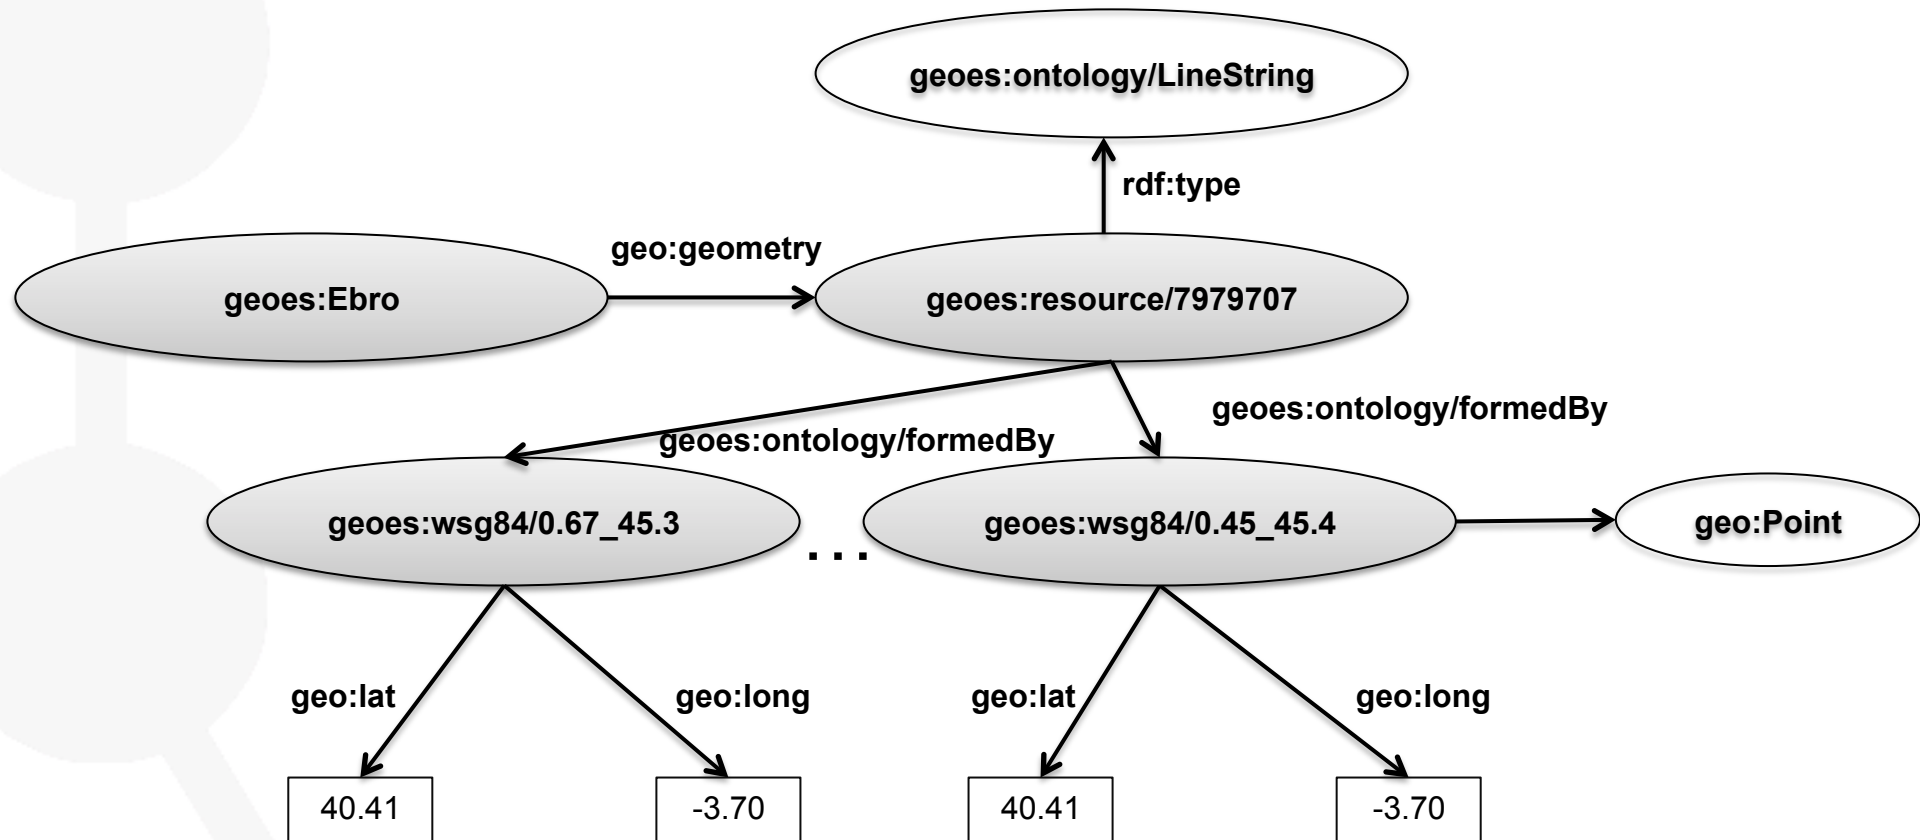 geoes:ontology/LineString
rdf:type
geo:geometry
geoes:Ebro
geoes:resource/7979707
geoes:ontology/formedBy
geoes:ontology/formedBy
geoes:wsg84/0.67_45.3
...
geoes:wsg84/0.45_45.4
geo:Point
geo:lat
geo:long
geo:lat
geo:long
40.41
-3.70
40.41
-3.70